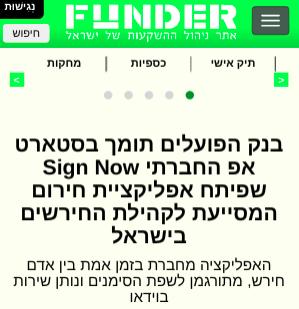 נגישות
FUNDER
חיפוש
אתר ניהול ההשקעות של ישראל
תיק אישי | כספיות | מחקות
< >
בנק הפועלים תומך בסטארט
אפ החברתי Sign Now
שפיתח אפליקציית חירום
המסייעת לקהילת החירשים
בישראל
האפליקציה מחברת בזמן אמת בין אדם
חירש, מתורגמן לשפת הסימנים ונותן שירות
בוידאו